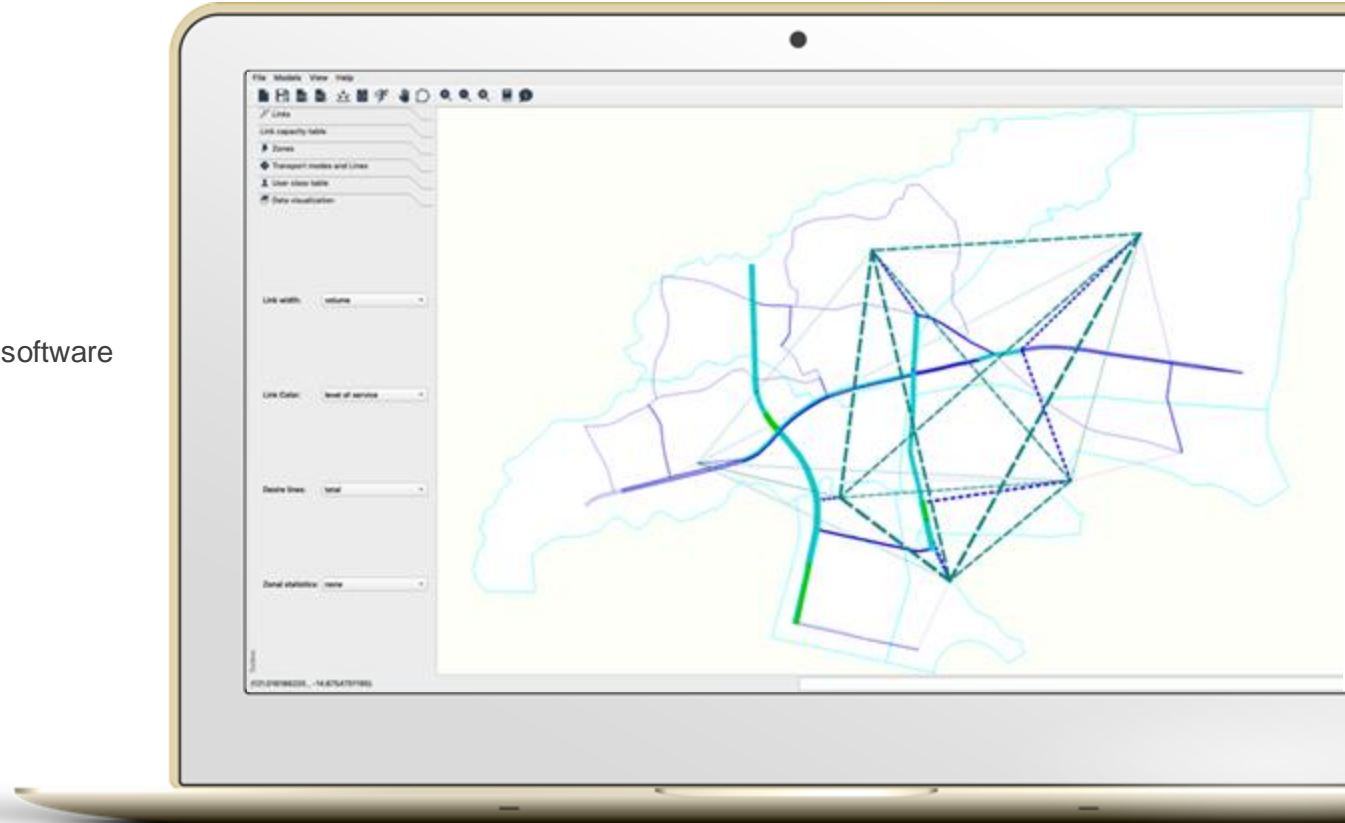 software
File Models View Help
Links
Link capacity table
Zones
Transport modes and Lines
User class table
Data visualization
Link width: volume
Link Color: level of service
Desire lines: total
Zonal statistics: none